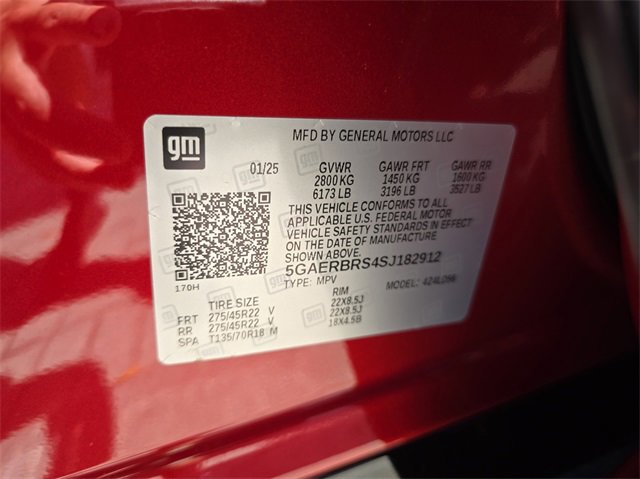 gm
MFD BY GENERAL MOTORS LLC
01/25 GVWR GAWR FRT GAWR RR
2800 KG 1450 KG 1600 KG
6173 LB 3196 LB 3527 LB
THIS VEHICLE CONFORMS TO ALL
APPLICABLE U.S. FEDERAL MOTOR
VEHICLE SAFETY STANDARDS IN EFFECT
ON THE DATE OF MANUFACTURE
SHOWN ABOVE.
5GAERBRS4SJ182912
170H
TYPE: MPV MODEL: 424LD56
TIRE SIZE RIM
FRT 275/45R22 V 22X8.5J
RR 275/45R22 V 22X8.5J
SPA T135/70R18 M 18X4.5B